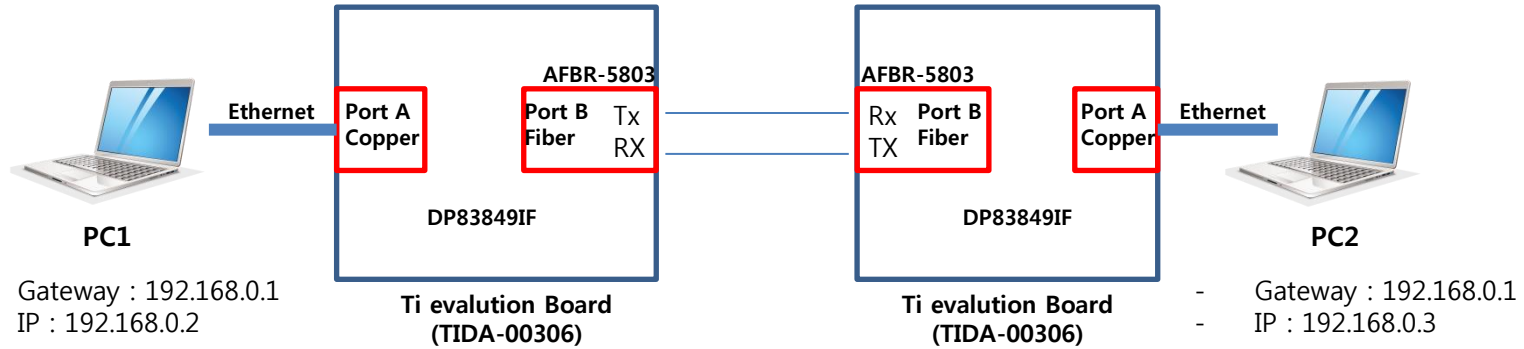 AFBR-5803
AFBR-5803
Ethernet
Port A
Copper
Port B
Fiber
Tx
RX
Rx
TX
Port B
Fiber
Port A
Copper
Ethernet
DP83849IF
DP83849IF
PC1
PC2
Gateway : 192.168.0.1
IP : 192.168.0.2
Ti evalution Board
(TIDA-00306)
Ti evalution Board
(TIDA-00306)
- Gateway : 192.168.0.1
- IP : 192.168.0.3